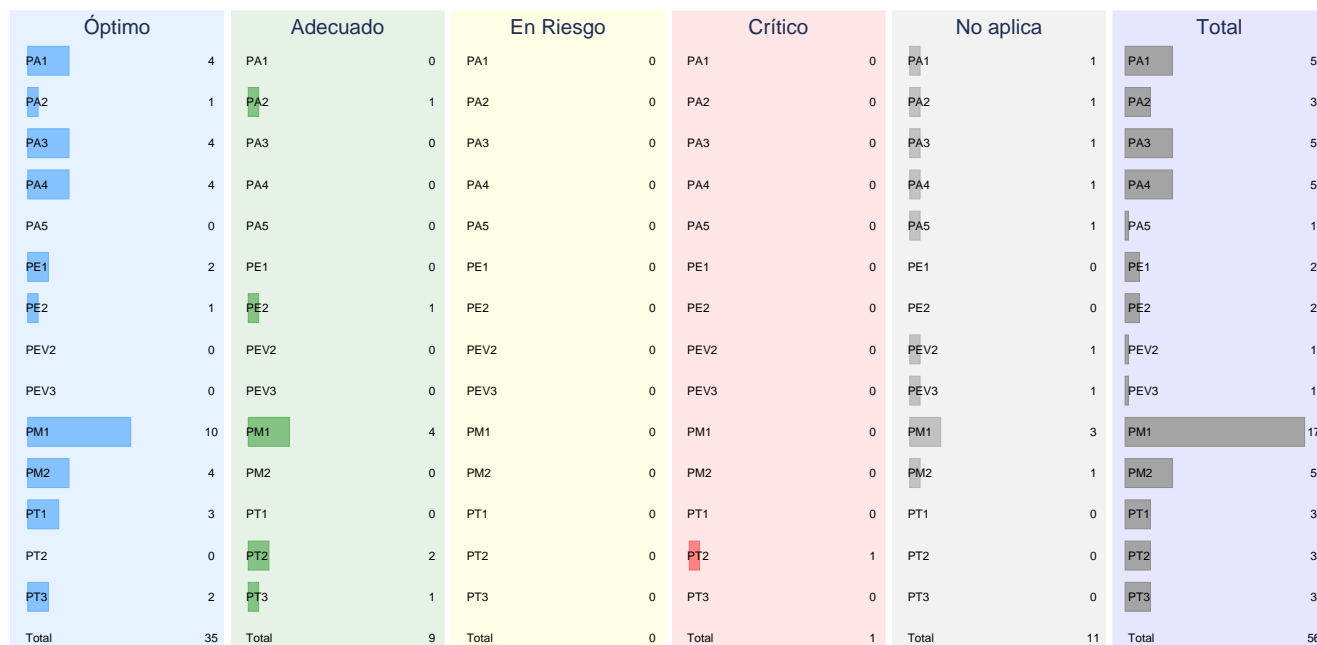 Óptimo Adecuado En Riesgo Crítico No aplica Total
PA1 4 PA1 0 PA1 0 PA1 0 PA1 1 PA1 5
PA2 1 PA2 1 PA2 0 PA2 0 PA2 1 PA2 3
PA3 4 PA3 0 PA3 0 PA3 0 PA3 1 PA3 5
PA4 4 PA4 0 PA4 0 PA4 0 PA4 1 PA4 5
PA5 0 PA5 0 PA5 0 PA5 0 PA5 1 PA5 1
PE1 2 PE1 0 PE1 0 PE1 0 PE1 0 PE1 2
PE2 1 PE2 1 PE2 0 PE2 0 PE2 0 PE2 2
PEV2 0 PEV2 0 PEV2 0 PEV2 0 PEV2 1 PEV2 1
PEV3 0 PEV3 0 PEV3 0 PEV3 0 PEV3 1 PEV3 1
PM1 10 PM1 4 PM1 0 PM1 0 PM1 3 PM1 17
PM2 4 PM2 0 PM2 0 PM2 0 PM2 1 PM2 5
PT1 3 PT1 0 PT1 0 PT1 0 PT1 0 PT1 3
PT2 0 PT2 2 PT2 0 PT2 1 PT2 0 PT2 3
PT3 2 PT3 1 PT3 0 PT3 0 PT3 0 PT3 3
Total 35 Total 9 Total 0 Total 1 Total 11 Total 56